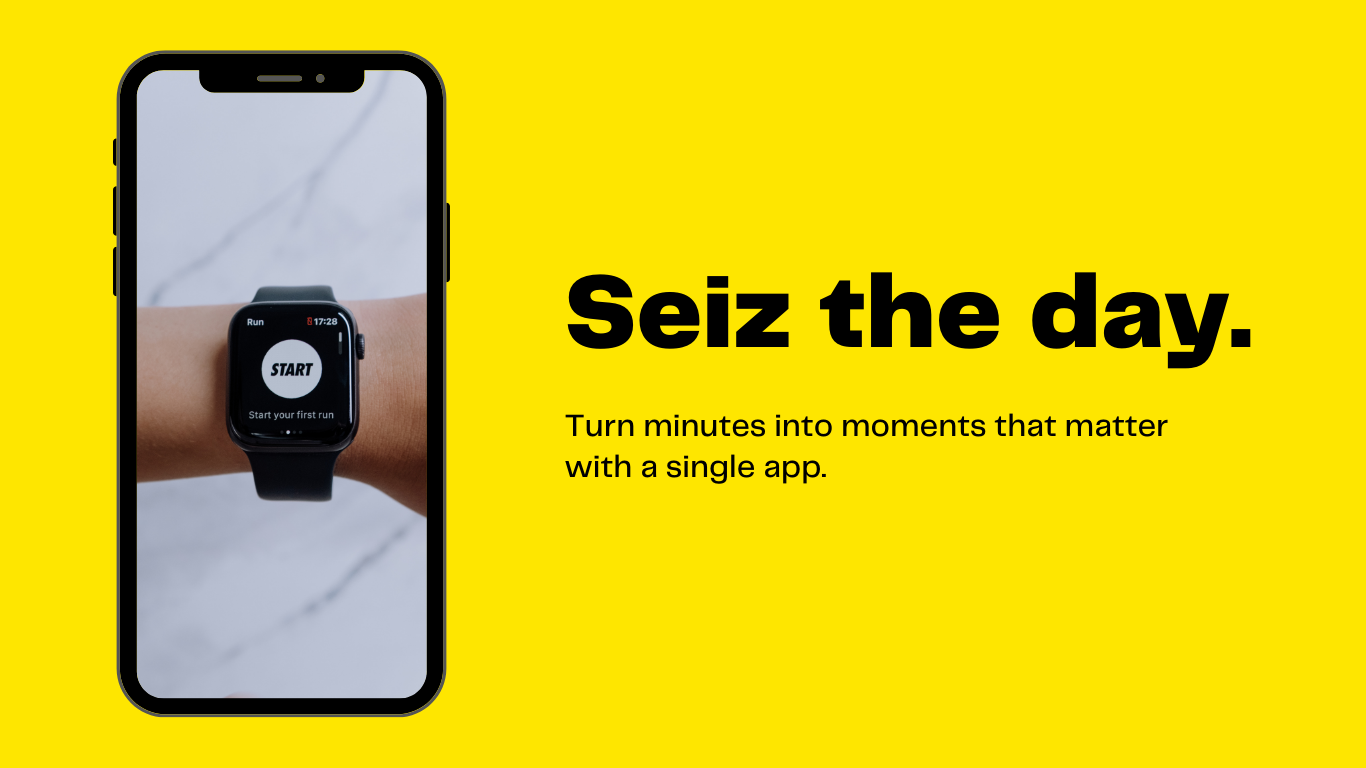 Run 17:28
START
Start your first run
Seiz the day.
Turn minutes into moments that matter
with a single app.